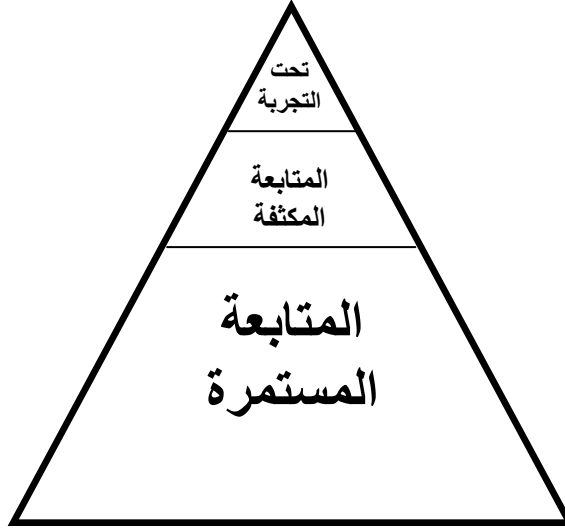 تحت
التجربة
المتابعة
المكثفة
المتابعة
المستمرة